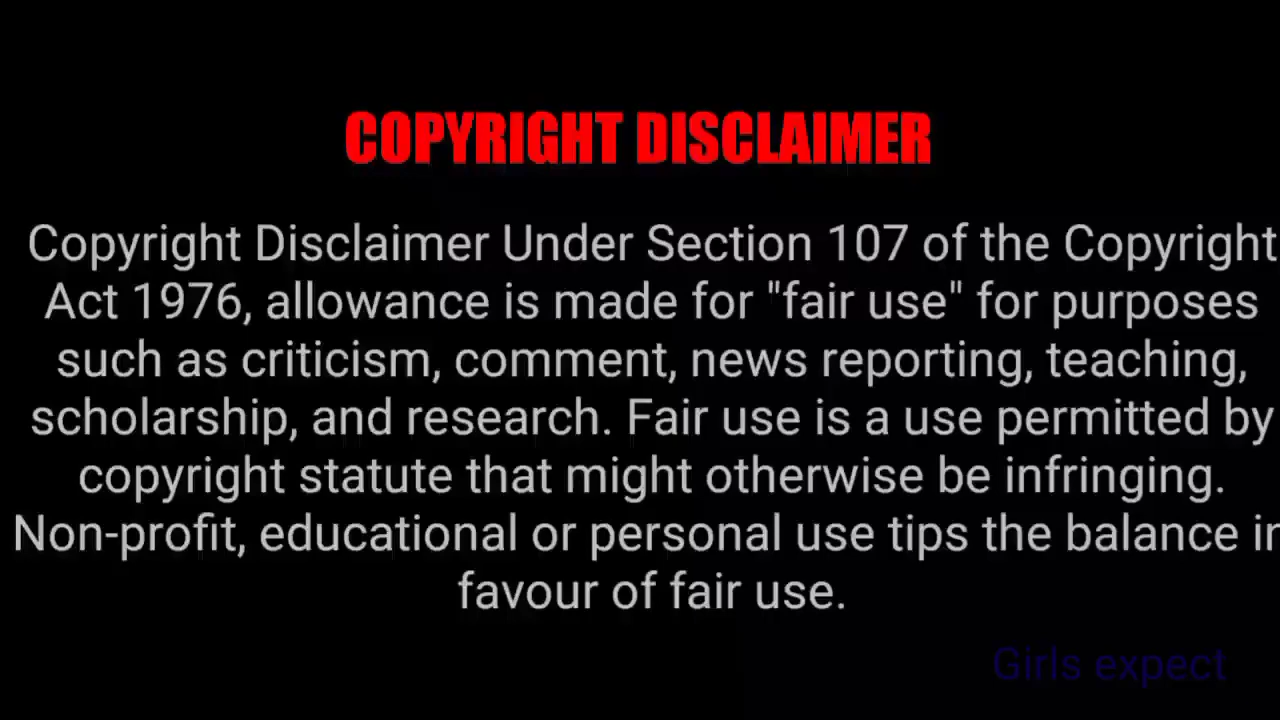 COPYRIGHT DISCLAIMER
Copyright Disclaimer Under Section 107 of the Copyright
Act 1976, allowance is made for "fair use" for purposes
such as criticism, comment, news reporting, teaching,
scholarship, and research. Fair use is a use permitted by
copyright statute that might otherwise be infringing.
Non-profit, educational or personal use tips the balance in
favour of fair use.
Girls expect